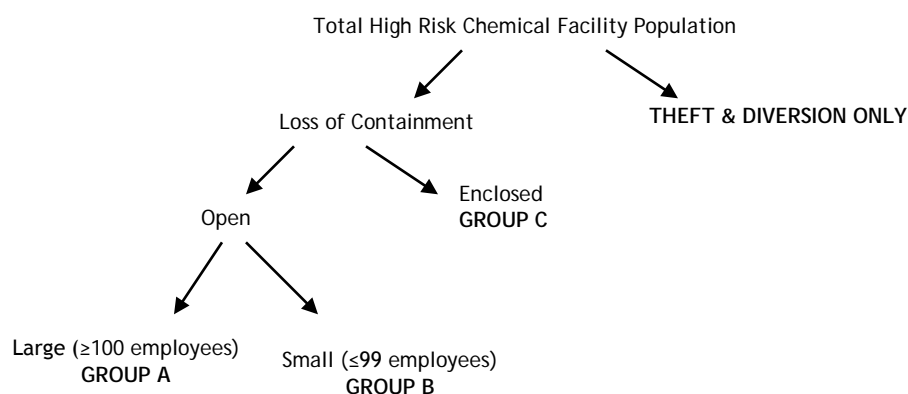 Total High Risk Chemical Facility Population
Loss of Containment
THEFT & DIVERSION ONLY
Open
Enclosed
GROUP C
Large (≥100 employees)
GROUP A
Small (≤99 employees)
GROUP B